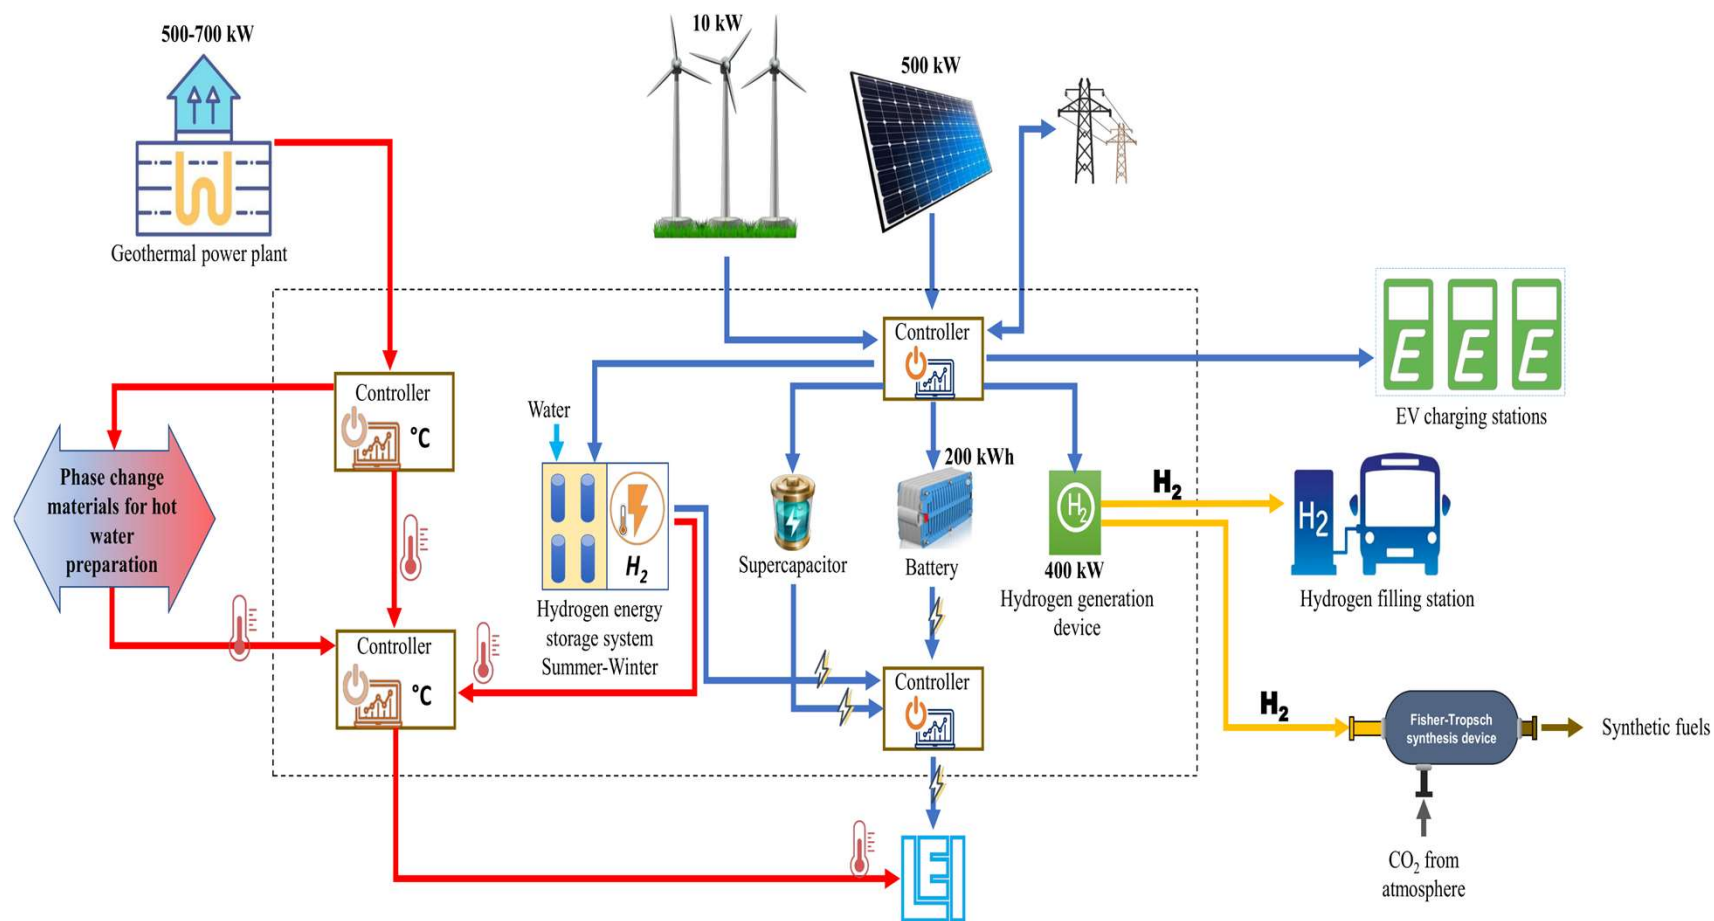 500-700 kW
10 kW
500 kW
Geothermal power plant
Controller
Controller
°C
Water
EV charging stations
E E E
Phase change
materials for hot
water
preparation
200 kWh
H₂
H₂
H₂
H₂
Supercapacitor
Battery
400 kW
Hydrogen generation
device
Hydrogen filling station
Hydrogen energy
storage system
Summer-Winter
Controller
°C
Controller
H₂
Fisher-Tropsch
synthesis device
Synthetic fuels
LEI
CO₂ from
atmosphere